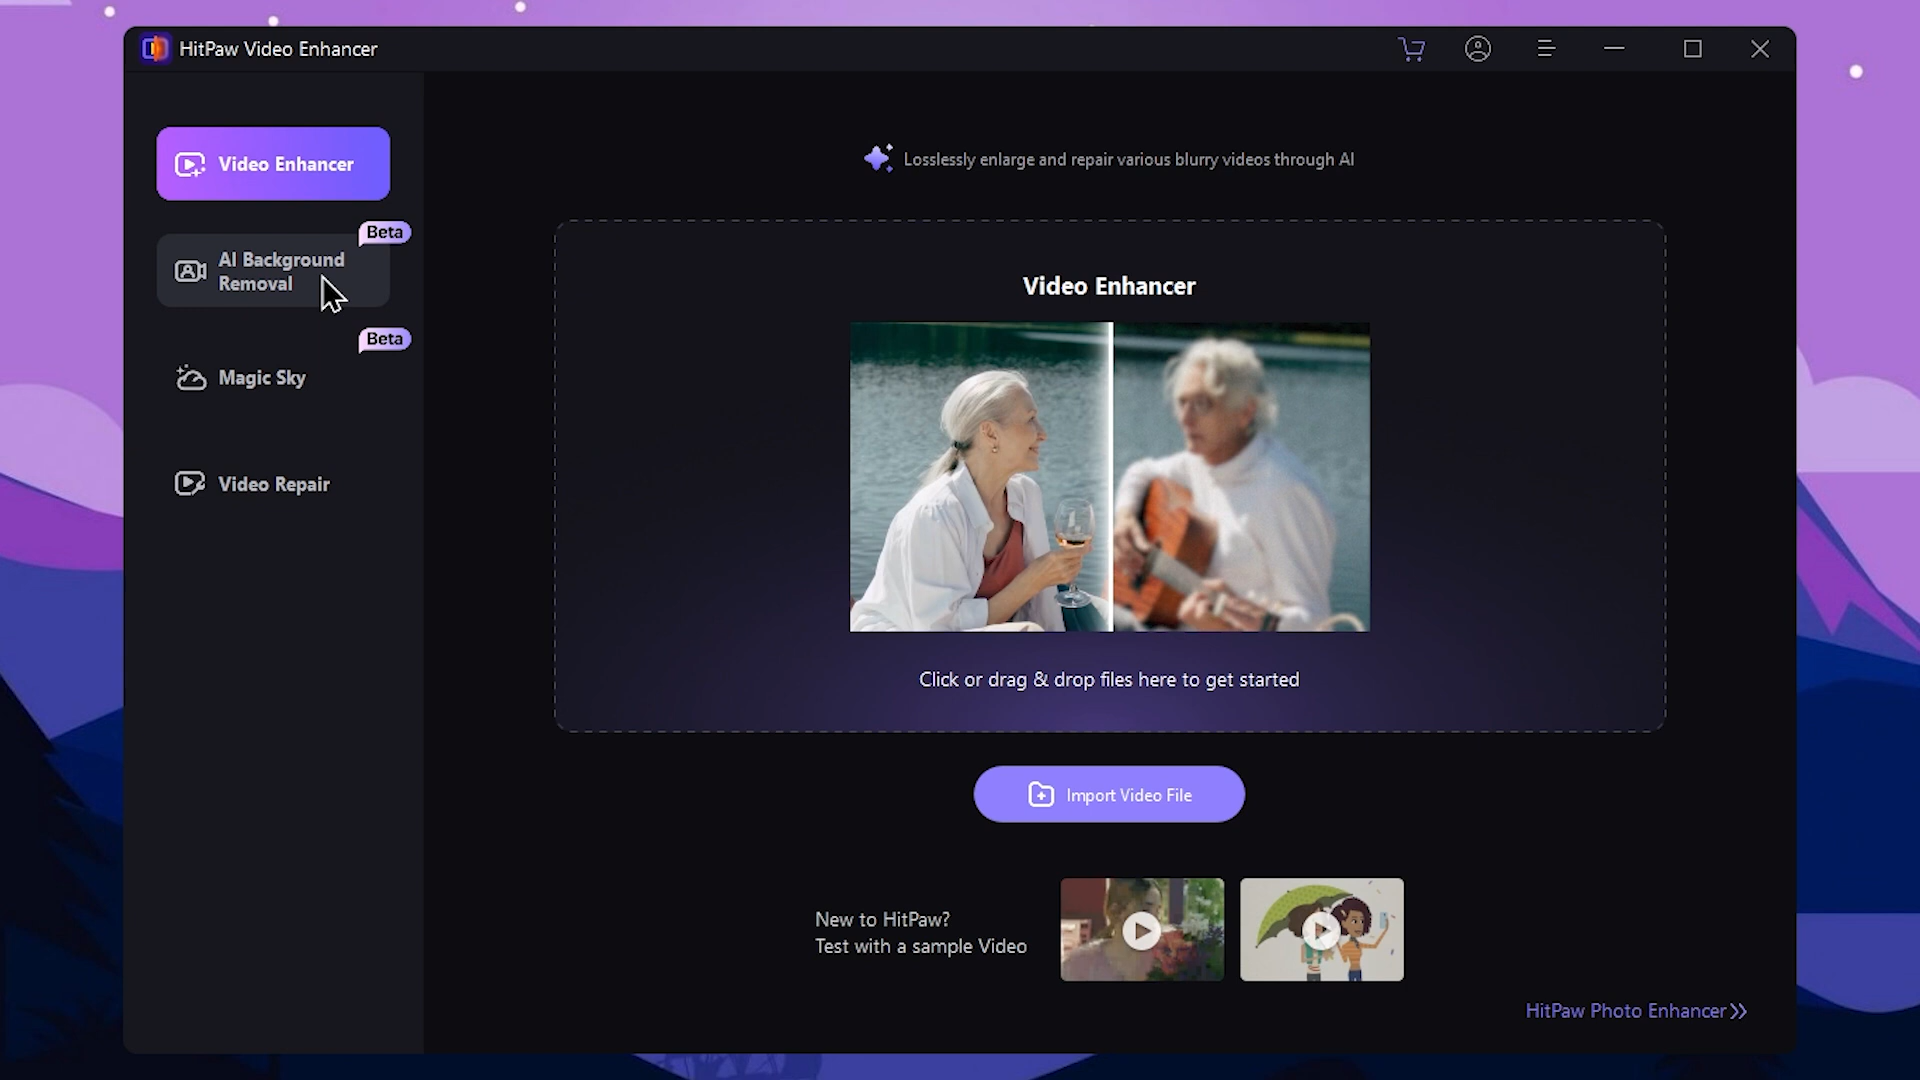 HitPaw Video Enhancer
Video Enhancer
Beta
AI Background
Removal
Beta
Magic Sky
Video Repair
Losslessly enlarge and repair various blurry videos through AI
Video Enhancer
Click or drag & drop files here to get started
Import Video File
New to HitPaw?
Test with a sample Video
HitPaw Photo Enhancer